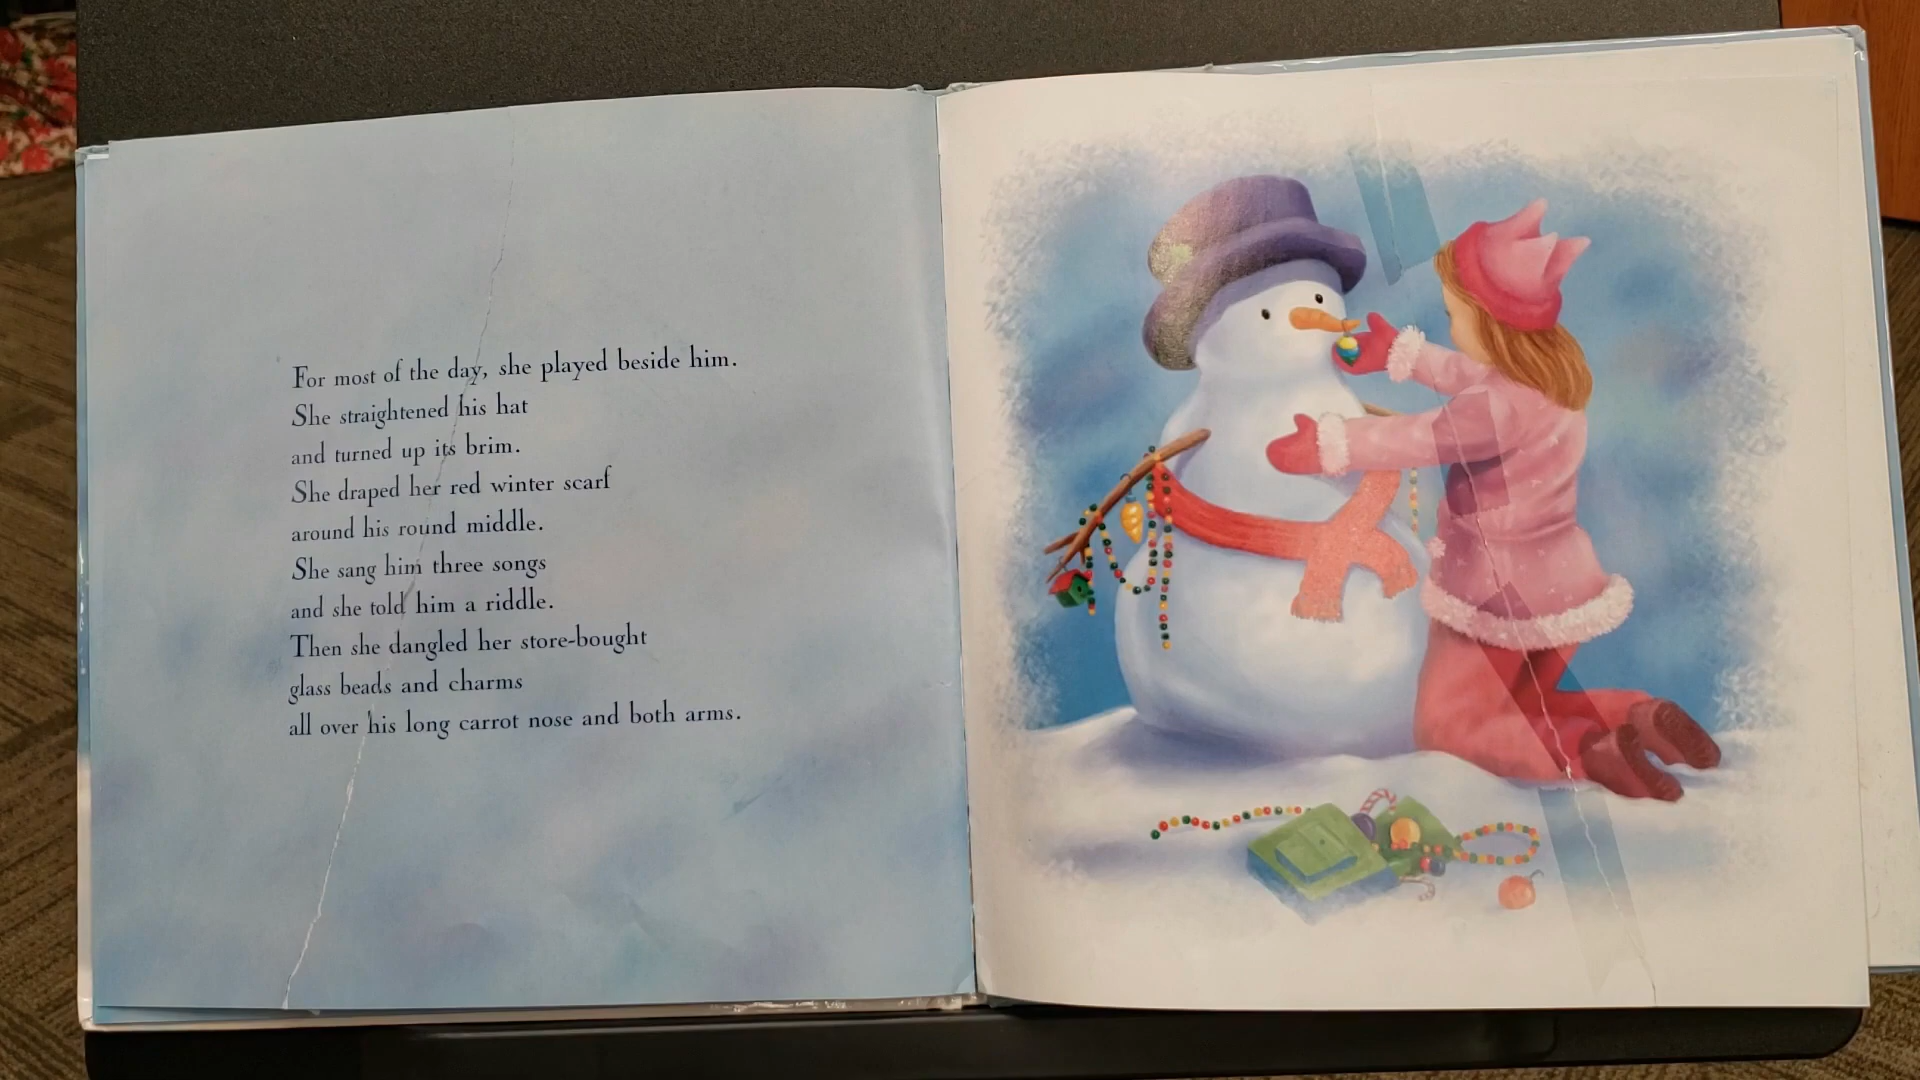 For most of the day, she played beside him.
She straightened his hat
and turned up its brim.
She draped her red winter scarf
around his round middle.
She sang him three songs
and she told him a riddle.
Then she dangled her store-bought
glass beads and charms
all over his long carrot nose and both arms.